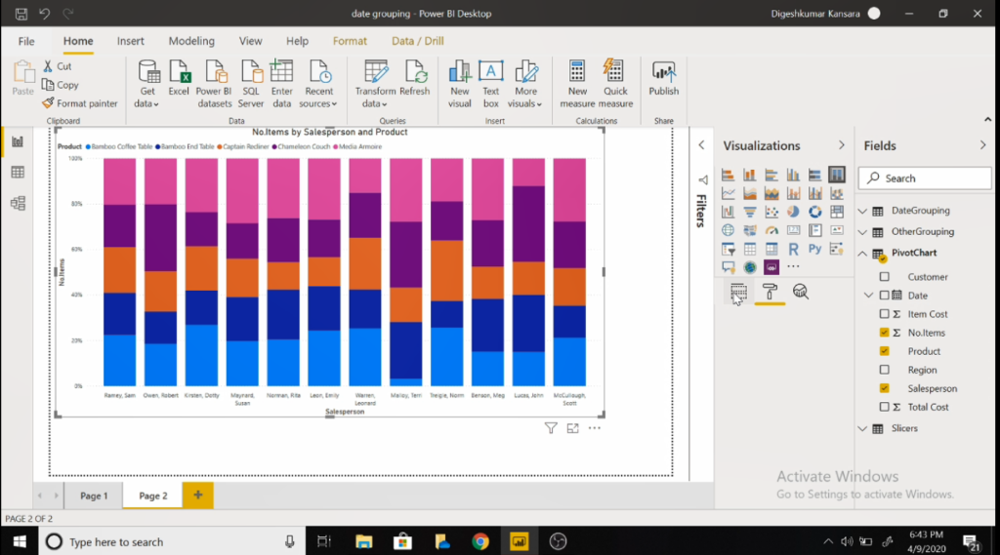 date grouping - Power BI Desktop
Digeshkumar Kansara
File Home Insert Modeling View Help Format Data / Drill
Paste
Cut
Copy
Format painter
Clipboard
Get data
Excel
Power BI datasets
SQL Server
Enter data
Recent sources
Data
Transform data
Refresh
Queries
New visual
Text box
More visuals
Insert
New measure
Quick measure
Calculations
Publish
Share
No.Items by Salesperson and Product
Product Bamboo Coffee Table Bamboo End Table Captain Recliner Chameleon Couch Media Armoire
100%
80%
60%
40%
20%
0%
No.Items
Ramey, Sam
Owen, Robert
Kirsten, Dotty
Maynard, Susan
Norman, Rita
Leon, Emily
Warren, Leonard
Malloy, Terri
Treigle, Norm
Benson, Meg
Lucas, John
McCullaugh, Scott
Salesperson
Filters
Visualizations
R
Py
Fields
Search
DateGrouping
OtherGrouping
PivotChart
Customer
Date
Σ Item Cost
Σ No.Items
Product
Region
Salesperson
Σ Total Cost
Slicers
Activate Windows
Go to Settings to activate Windows.
Page 1
Page 2
+
PAGE 2 OF 2
Type here to search
6:43 PM
4/9/2020
21